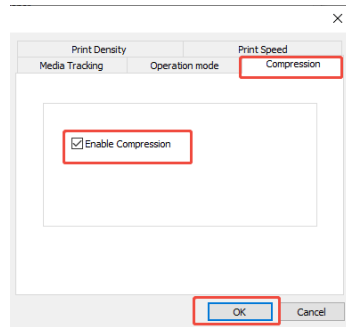 Print Density Print Speed
Media Tracking Operation mode Compression
Enable Compression
OK Cancel